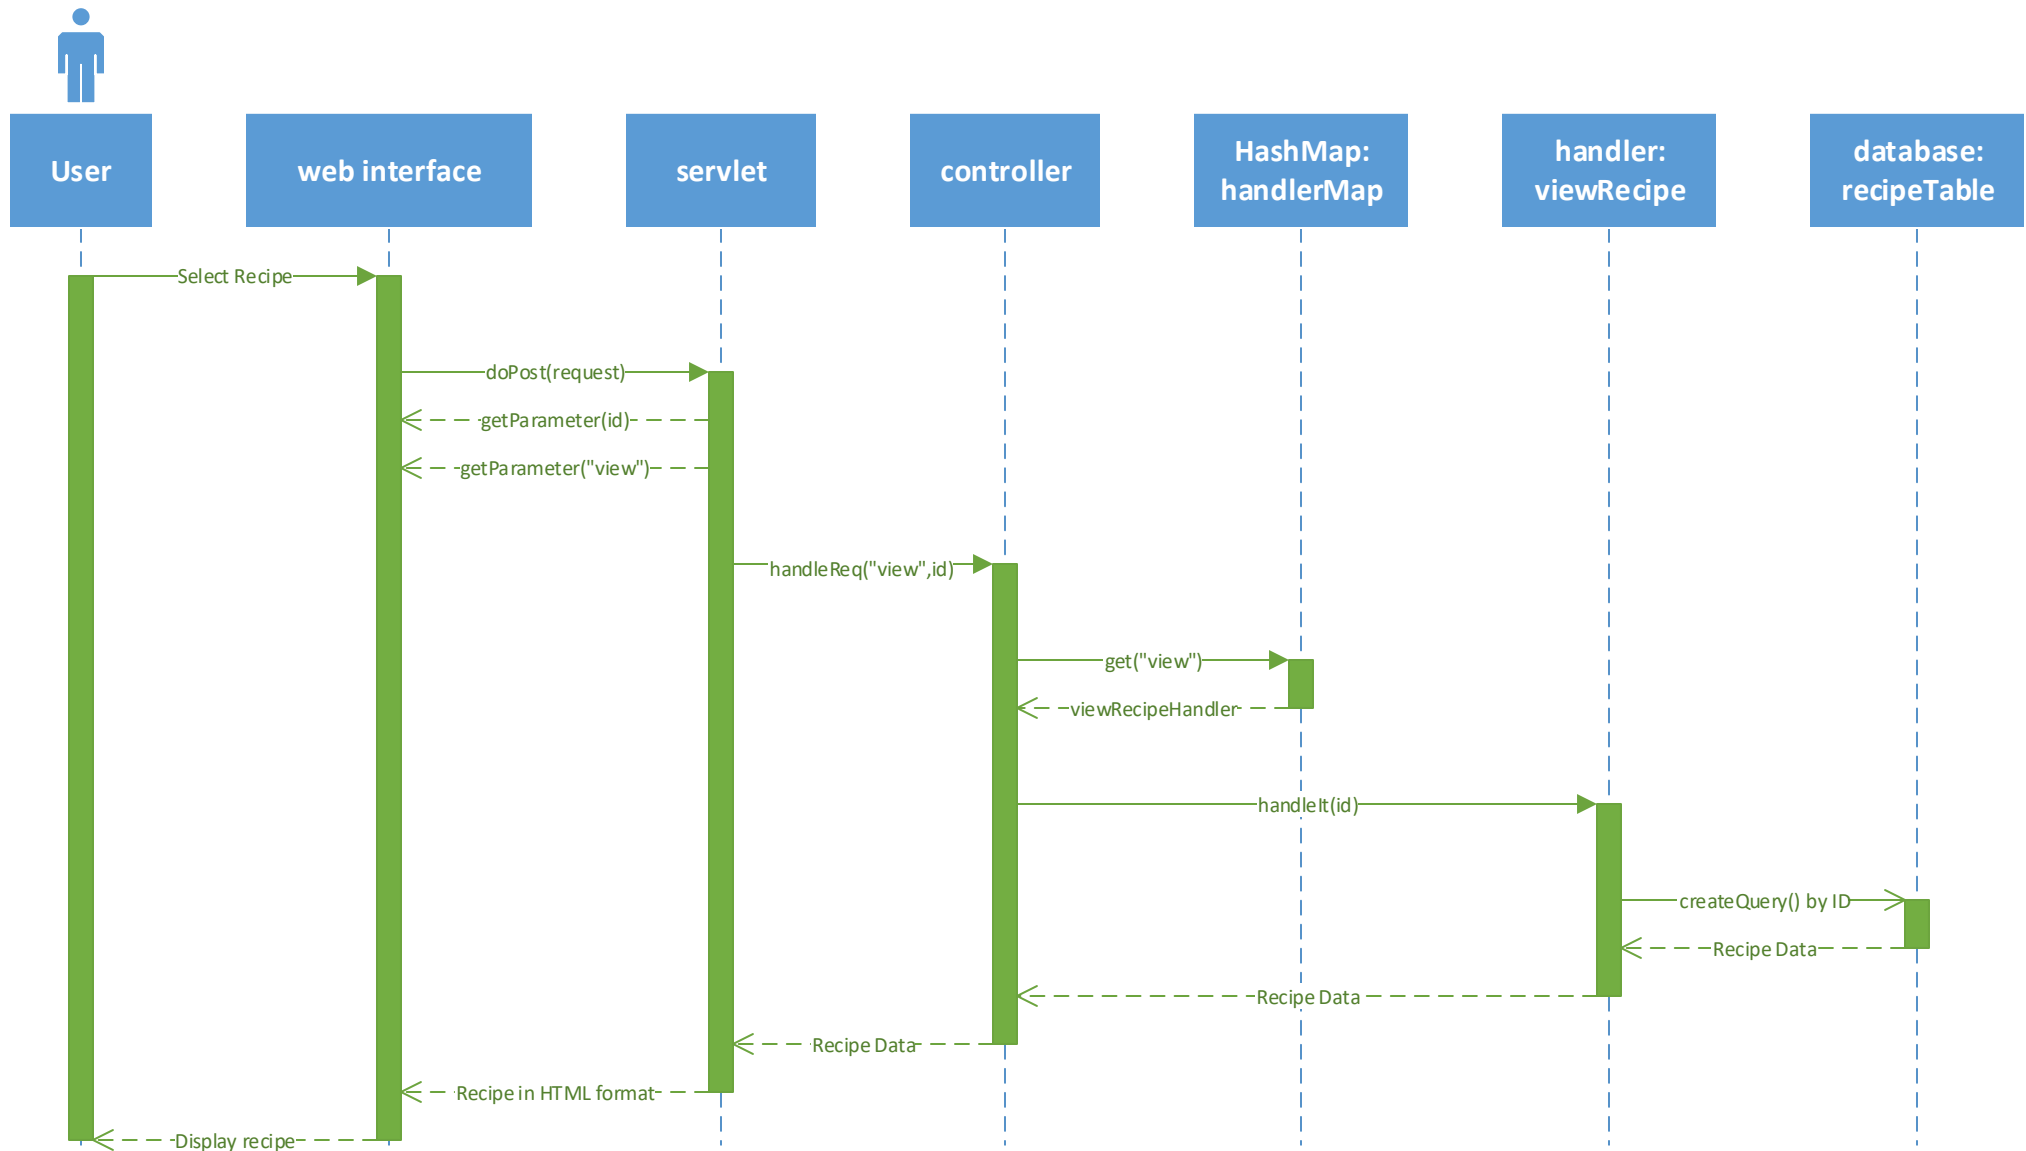 User
web interface
servlet
controller
HashMap:
handlerMap
handler:
viewRecipe
database:
recipeTable
Select Recipe
doPost(request)
getParameter(id)
getParameter("view")
handleReq("view",id)
get("view")
viewRecipeHandler
handleIt(id)
createQuery() by ID
Recipe Data
Recipe Data
Recipe Data
Recipe in HTML format
Display recipe